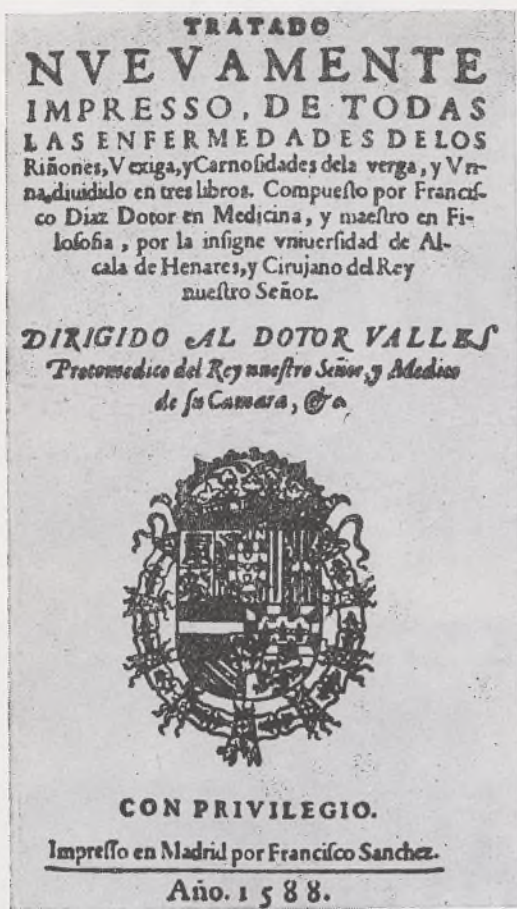 TRATADO
NVEVAMENTE
IMPRESSO, DE TODAS
LAS ENFERMEDADES DELOS
Riñones, Vexiga, y Carnoſidades dela verga, y Vri-
na, diuidido en tres libros. Compueſto por Franciſ-
co Diaz Dotor en Medicina, y maeſtro en Fi-
loſofia, por la inſigne vniuerſidad de Al-
cala de Henares, y Cirujano del Rey
nueſtro Señor.
DIRIGIDO AL DOTOR VALLES
Protomedico del Rey nueſtro Señor, y Medico
de ſu Camara, &c.
CON PRIVILEGIO.
Impreſſo en Madrid por Franciſco Sanchez.
Año. 1588.